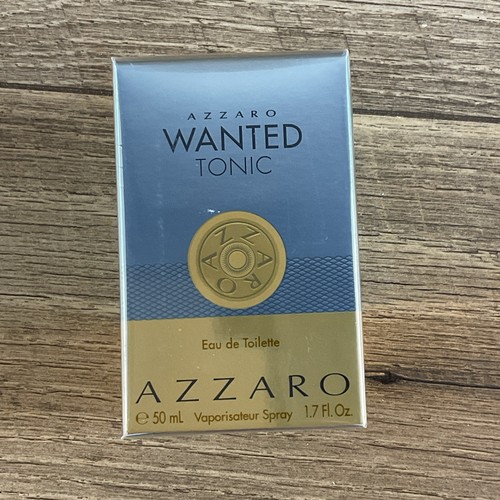 AZZARO
WANTED
TONIC
AZZARO
Eau de Toilette
AZZARO
℮ 50 mL Vaporisateur Spray 1.7 Fl. Oz.